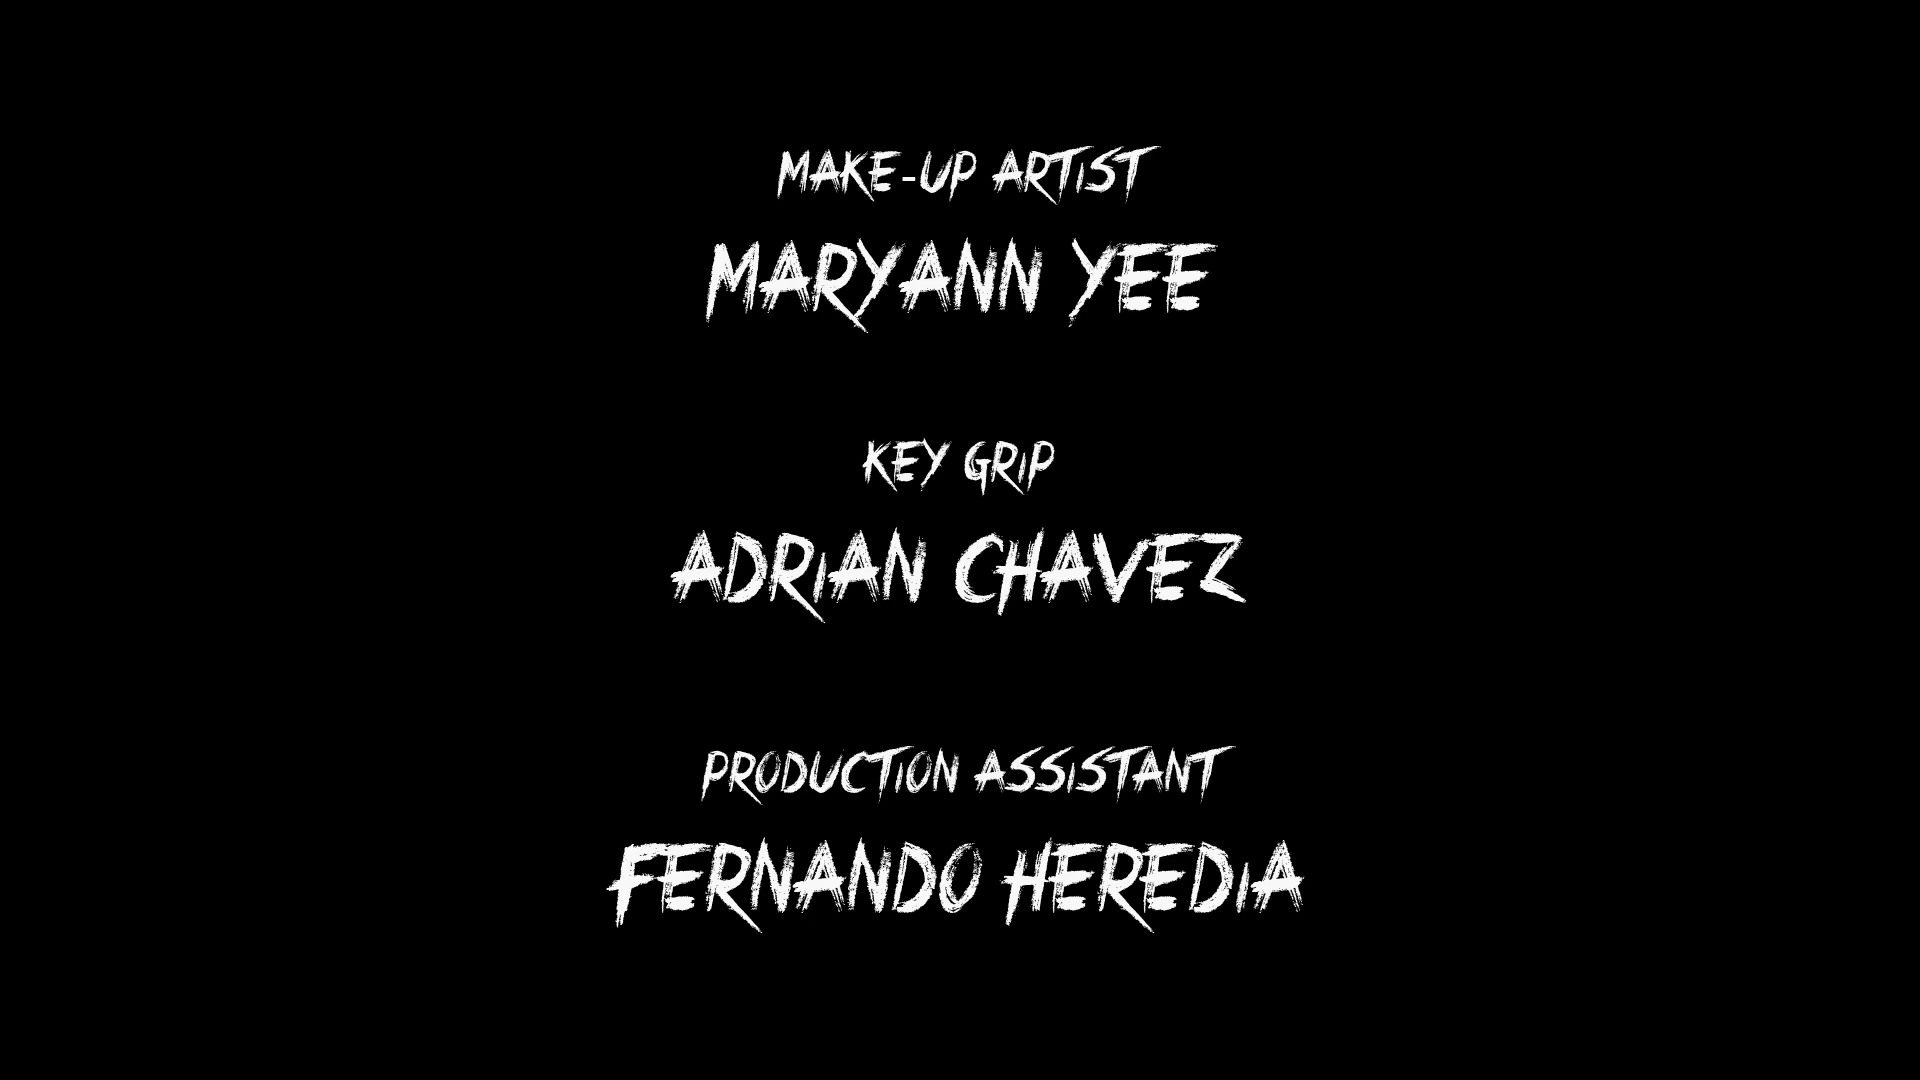 MAKE-UP ARTIST
MARYANN YEE
KEY GRIP
ADRIAN CHAVEZ
PRODUCTION ASSISTANT
FERNANDO HEREDIA